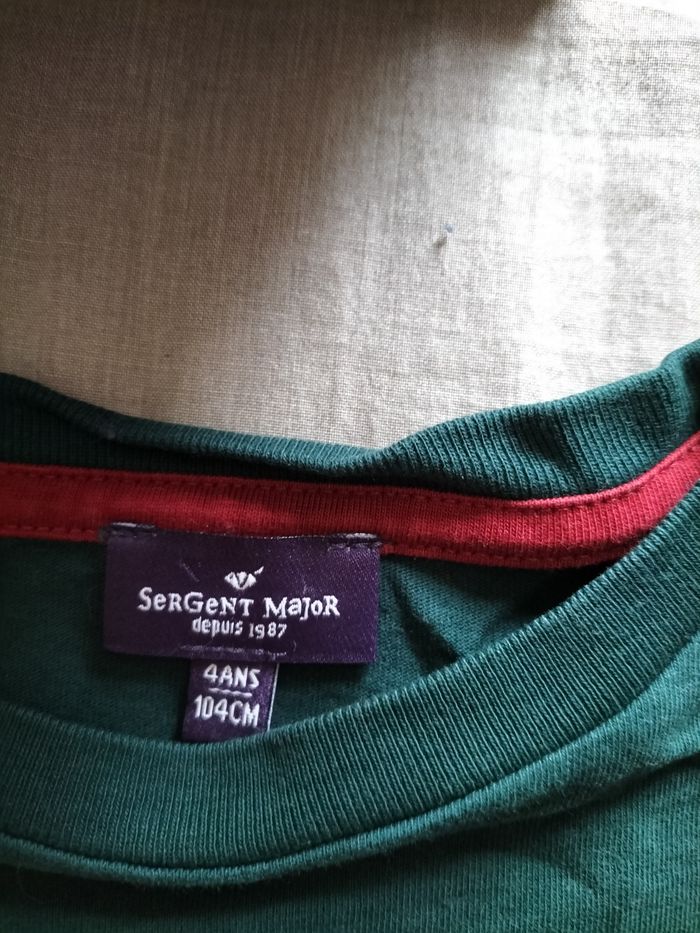 SeRGeNT MaJoR
depuis 1987
4ANS
104CM